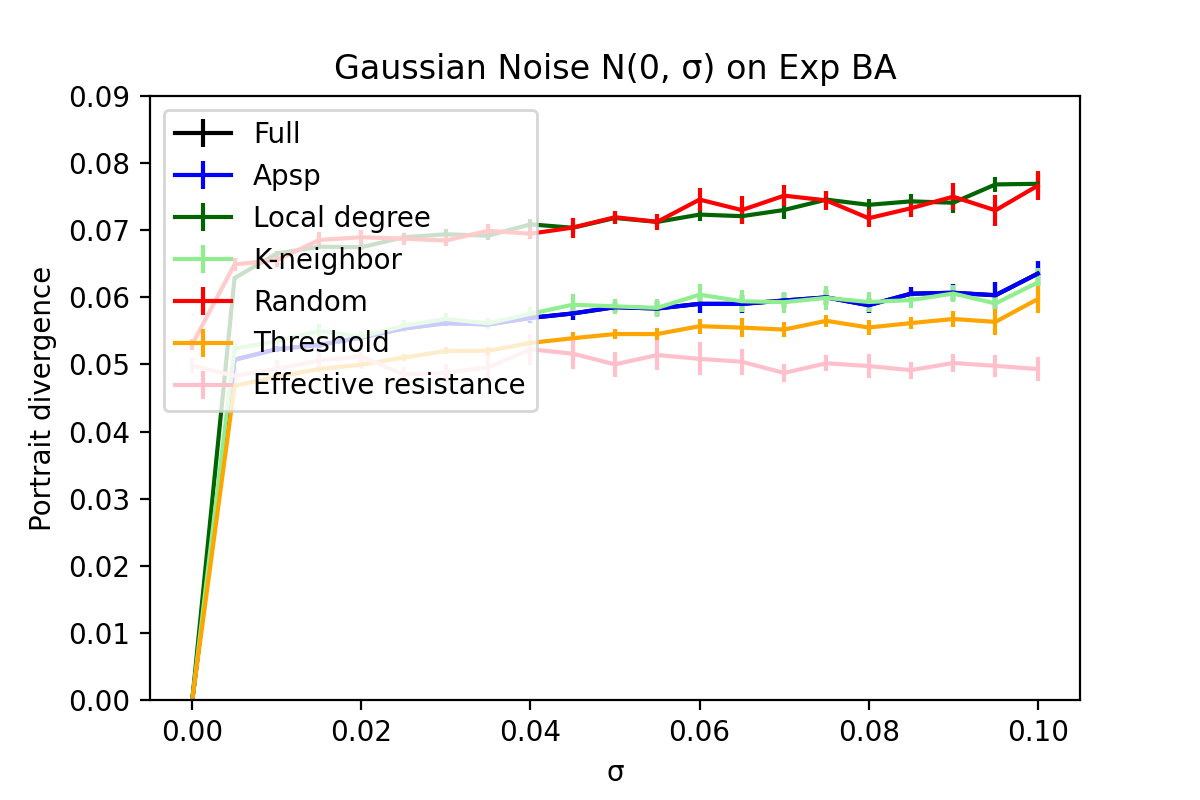 Gaussian Noise N(0, σ) on Exp BA
Portrait divergence
0.09
0.08
0.07
0.06
0.05
0.04
0.03
0.02
0.01
0.00
Full
Apsp
Local degree
K-neighbor
Random
Threshold
Effective resistance
0.00 0.02 0.04 0.06 0.08 0.10
σ